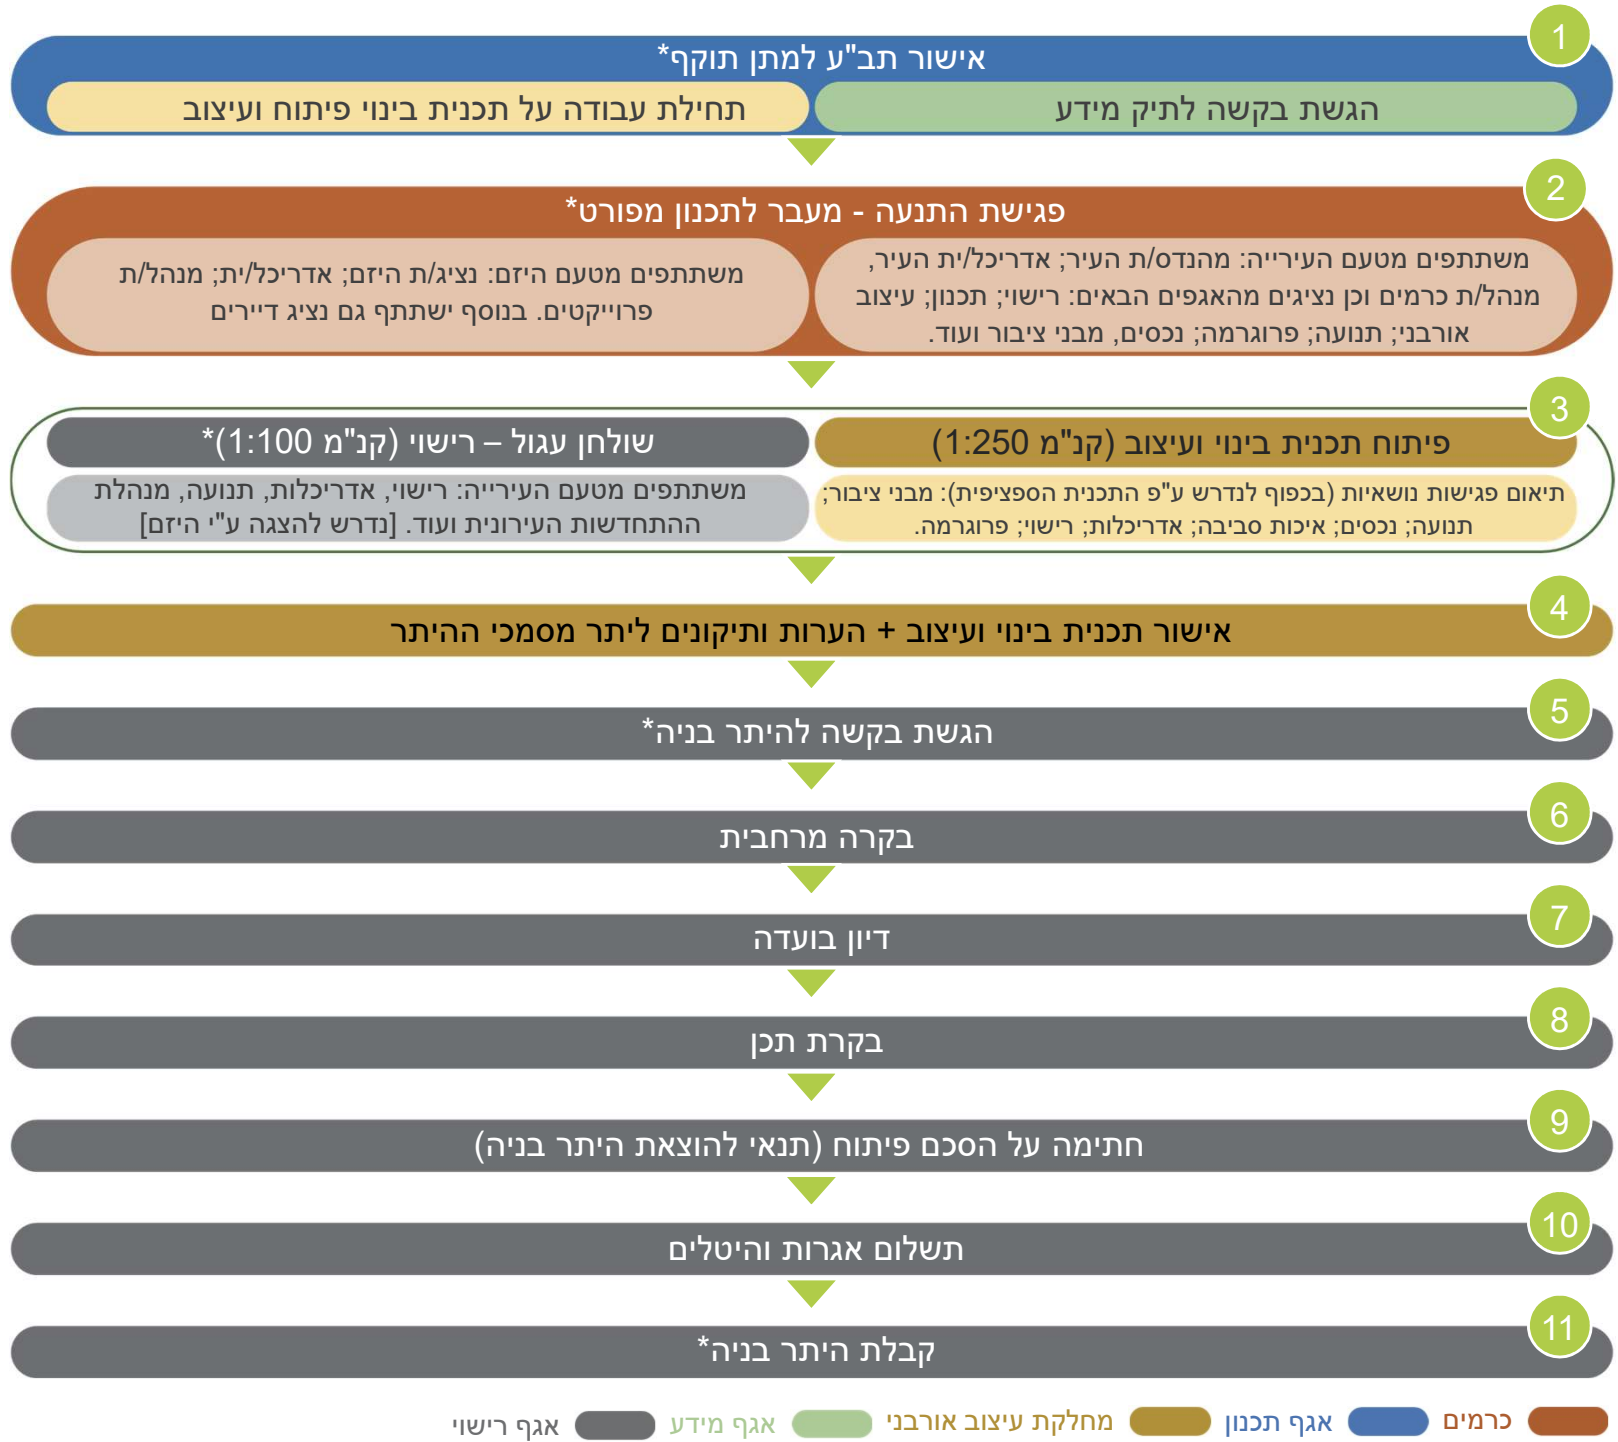 1
אישור תב"ע למתן תוקף*
הגשת בקשה לתיק מידע
תחילת עבודה על תכנית בינוי פיתוח ועיצוב
2
פגישת התנעה - מעבר לתכנון מפורט*
משתתפים מטעם העירייה: מהנדס/ת העיר; אדריכל/ית העיר,
מנהל/ת כרמים וכן נציגים מהאגפים הבאים: רישוי; תכנון; עיצוב
אורבני; תנועה; פרוגרמה; נכסים, מבני ציבור ועוד.
משתתפים מטעם היזם: נציג/ת היזם; אדריכל/ית; מנהל/ת
פרוייקטים. בנוסף ישתתף גם נציג דיירים
3
פיתוח תכנית בינוי ועיצוב (קנ"מ 1:250)
תיאום פגישות נושאיות (בכפוף לנדרש ע"פ התכנית הספציפית): מבני ציבור;
תנועה; נכסים; איכות סביבה; אדריכלות; רישוי; פרוגרמה.
שולחן עגול – רישוי (קנ"מ 1:100)*
משתתפים מטעם העירייה: רישוי, אדריכלות, תנועה, מנהלת
ההתחדשות העירונית ועוד. [נדרש להצגה ע"י היזם]
4
אישור תכנית בינוי ועיצוב + הערות ותיקונים ליתר מסמכי ההיתר
5
הגשת בקשה להיתר בניה*
6
בקרה מרחבית
7
דיון בועדה
8
בקרת תכן
9
חתימה על הסכם פיתוח (תנאי להוצאת היתר בניה)
10
תשלום אגרות והיטלים
11
קבלת היתר בניה*
כרמים
אגף תכנון
מחלקת עיצוב אורבני
אגף מידע
אגף רישוי